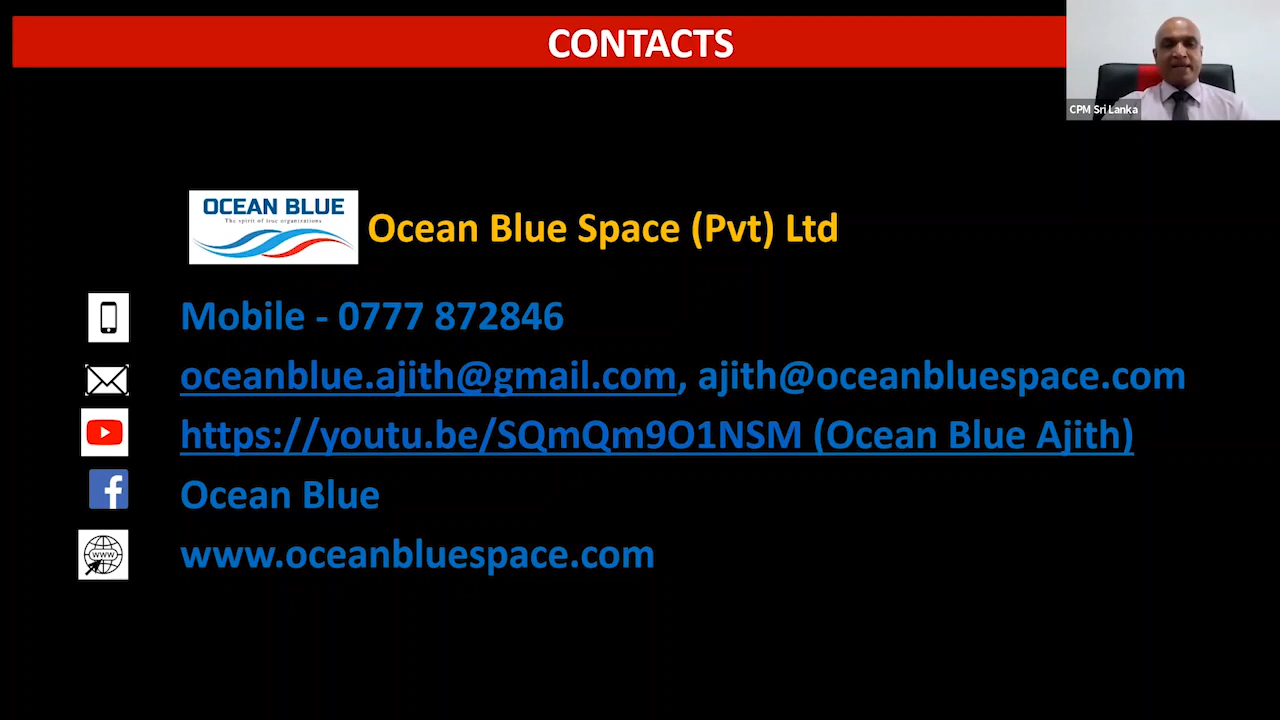 CONTACTS
CPM Sri Lanka
OCEAN BLUE
The spirit of true organizations
Ocean Blue Space (Pvt) Ltd
Mobile - 0777 872846
oceanblue.ajith@gmail.com, ajith@oceanbluespace.com
https://youtu.be/SQmQm9O1NSM (Ocean Blue Ajith)
f
Ocean Blue
www
www.oceanbluespace.com